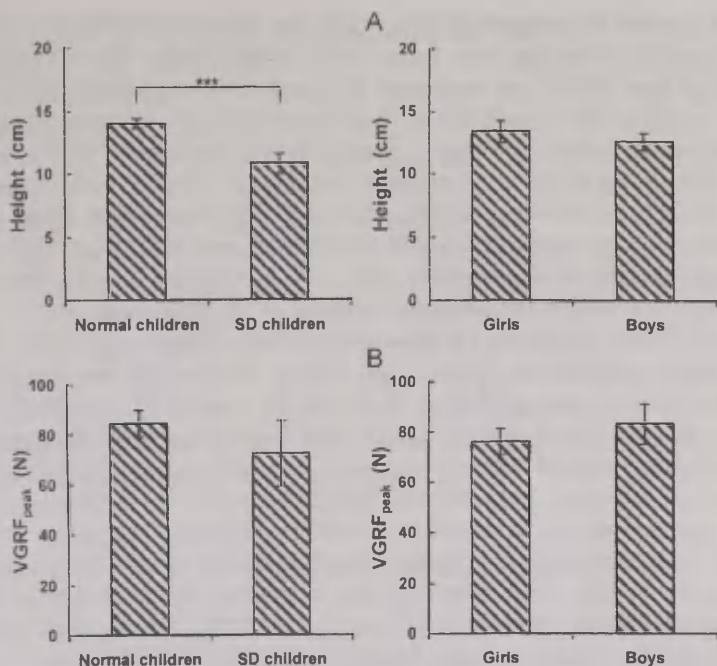 A
Height (cm)
20
15
10
5
0
***
Normal children SD children
Height (cm)
20
15
10
5
0
Girls Boys
B
VGRFpeak (N)
100
80
60
40
20
0
Normal children SD children
VGRFpeak (N)
100
80
60
40
20
0
Girls Boys